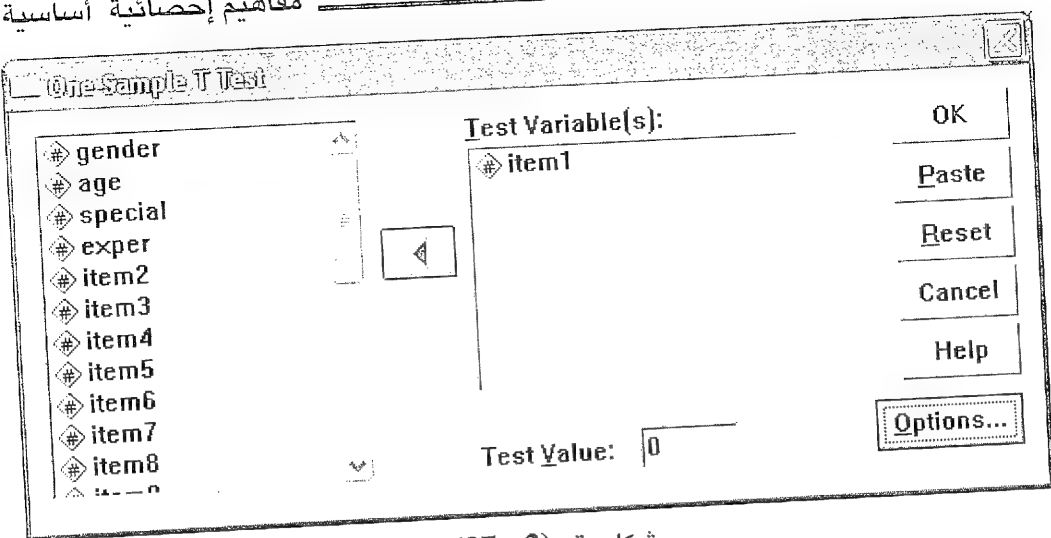 مفاهيم إحصائية أساسية
One-Sample T Test
gender
age
special
exper
item2
item3
item4
item5
item6
item7
item8
Test Variable(s):
item1
Test Value: 0
OK
Paste
Reset
Cancel
Help
Options...